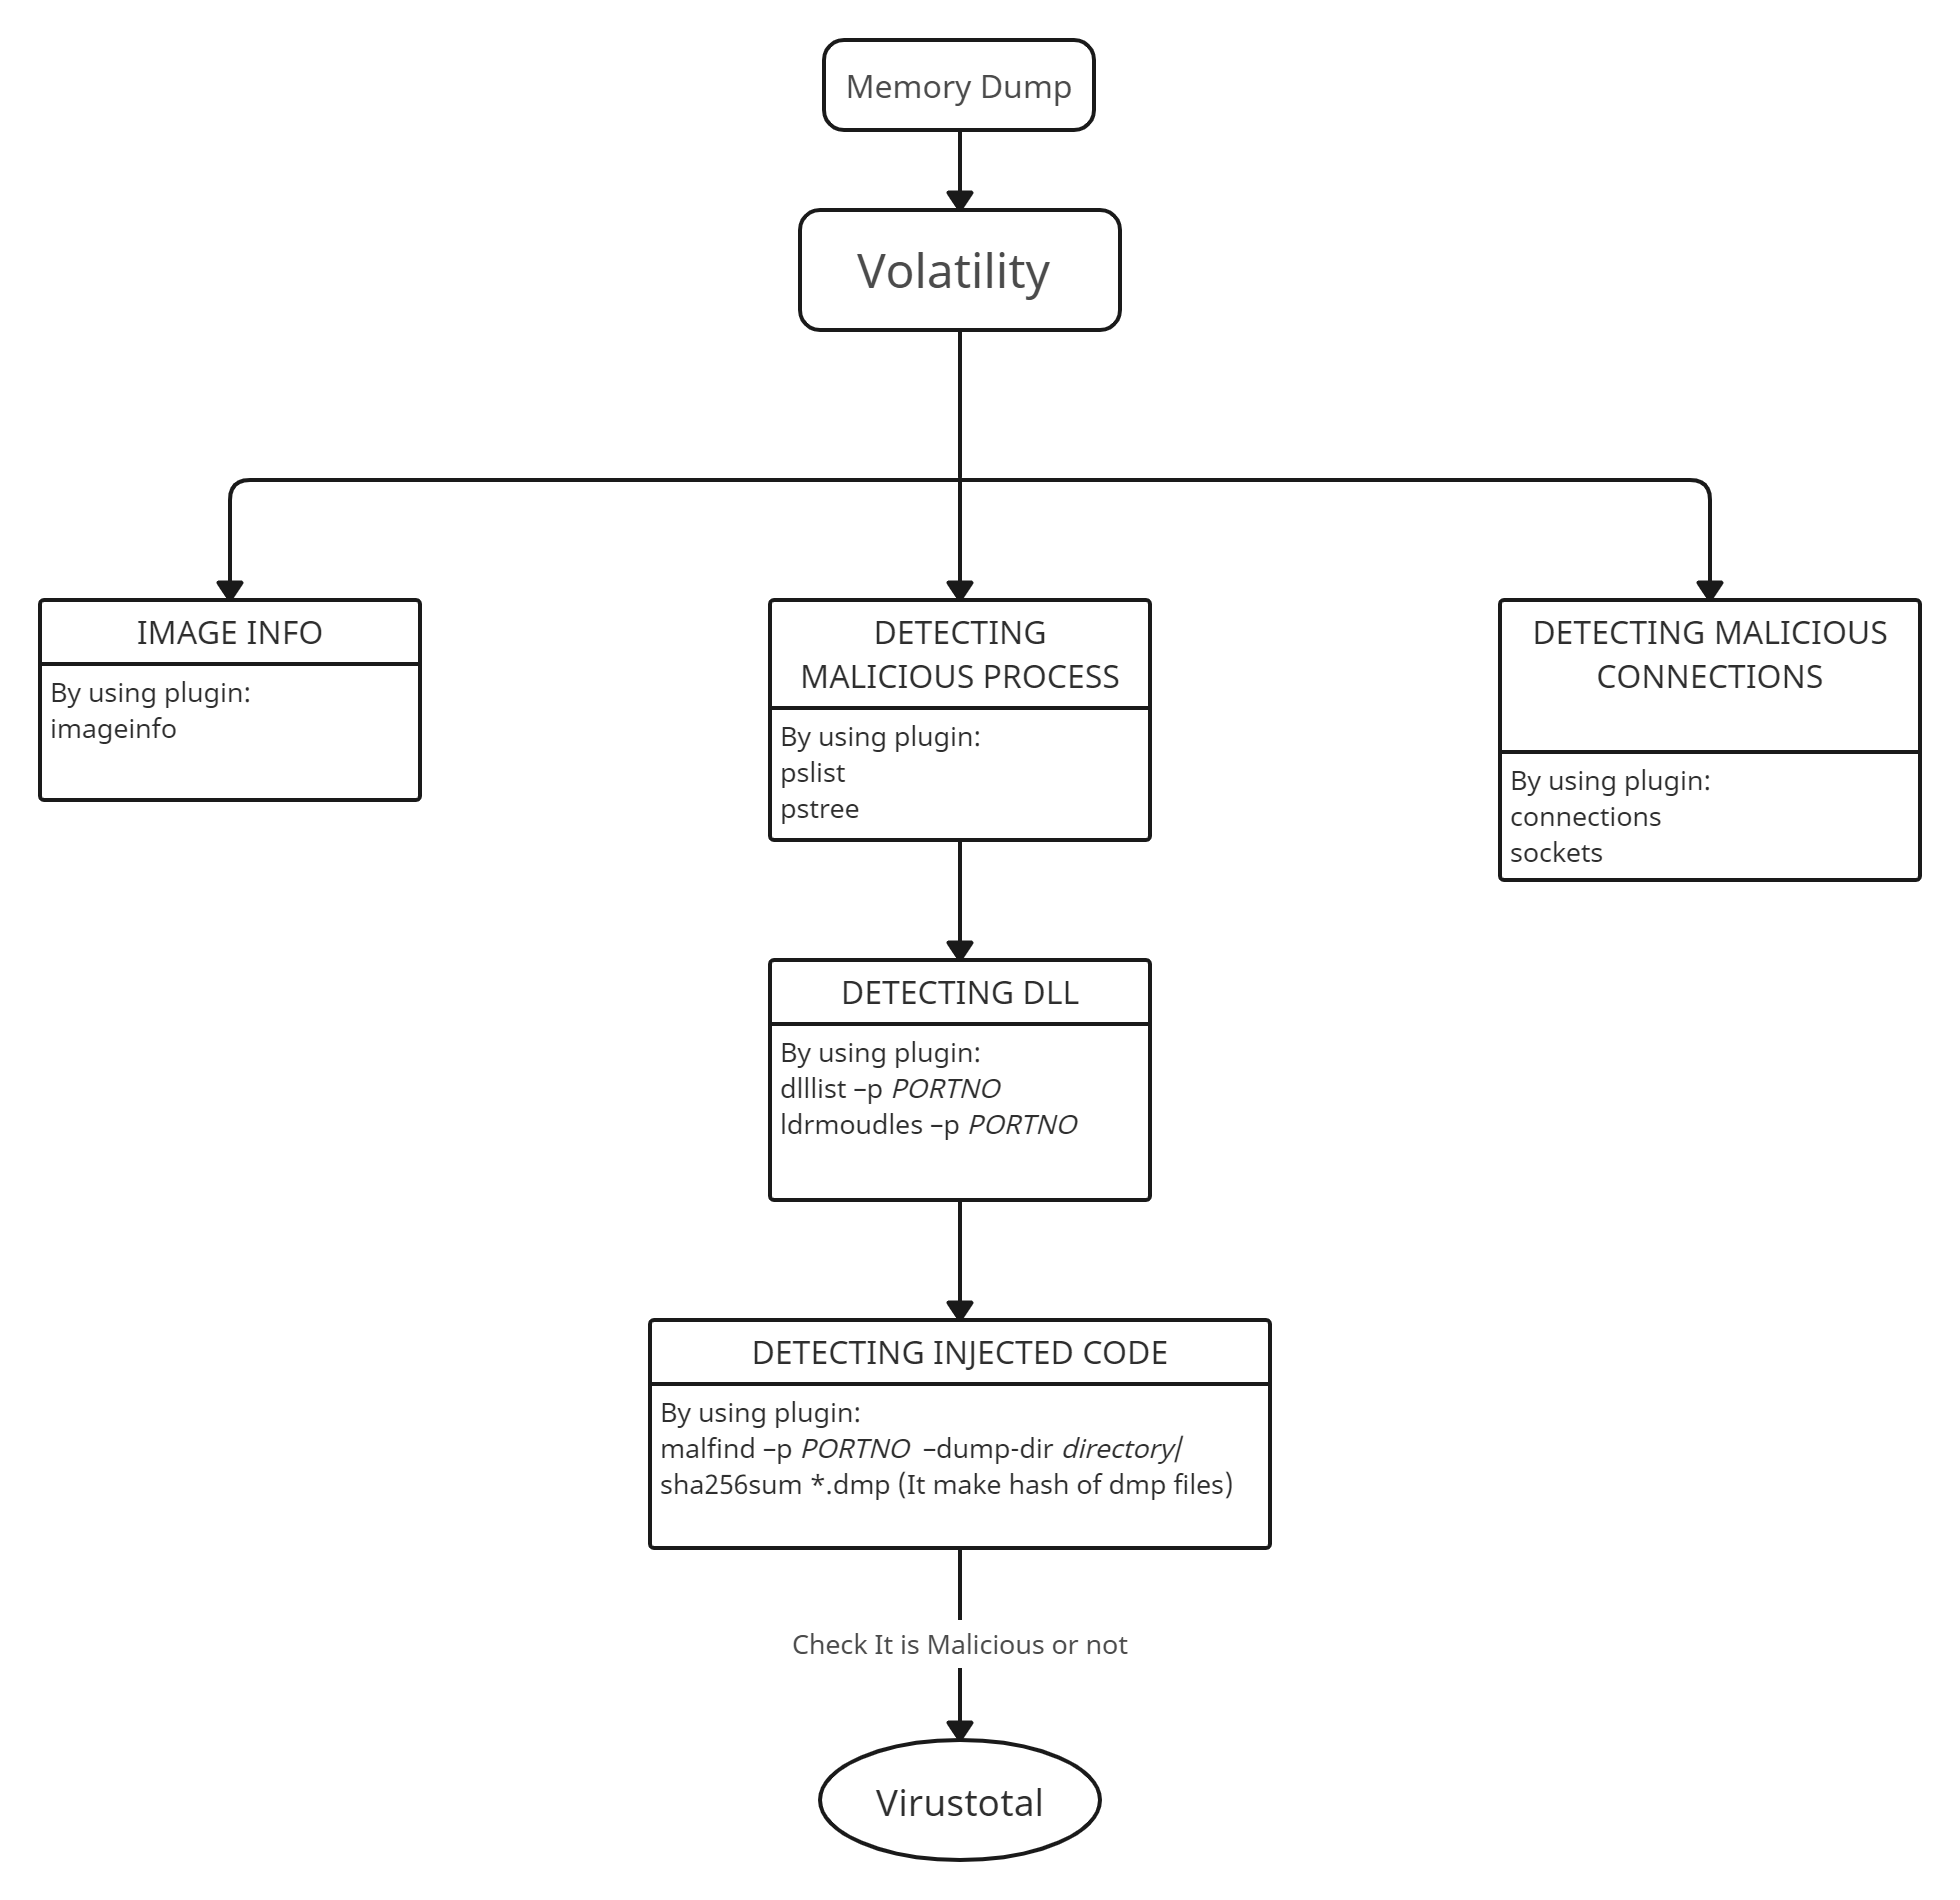 Memory Dump
Volatility
IMAGE INFO
By using plugin:
imageinfo
DETECTING
MALICIOUS PROCESS
By using plugin:
pslist
pstree
DETECTING MALICIOUS
CONNECTIONS
By using plugin:
connections
sockets
DETECTING DLL
By using plugin:
dlllist –p PORTNO
ldrmoudles –p PORTNO
DETECTING INJECTED CODE
By using plugin:
malfind –p PORTNO  –dump-dir directory/
sha256sum *.dmp (It make hash of dmp files)
Check It is Malicious or not
Virustotal